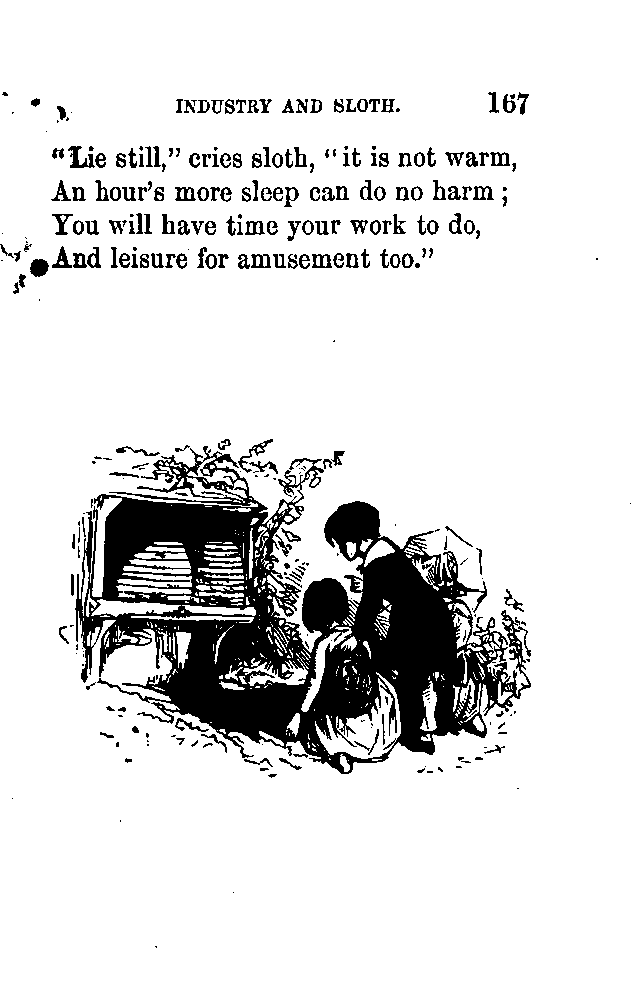 INDUSTRY AND SLOTH. 167
"Lie still," cries sloth, "it is not warm,
An hour's more sleep can do no harm;
You will have time your work to do,
And leisure for amusement too."